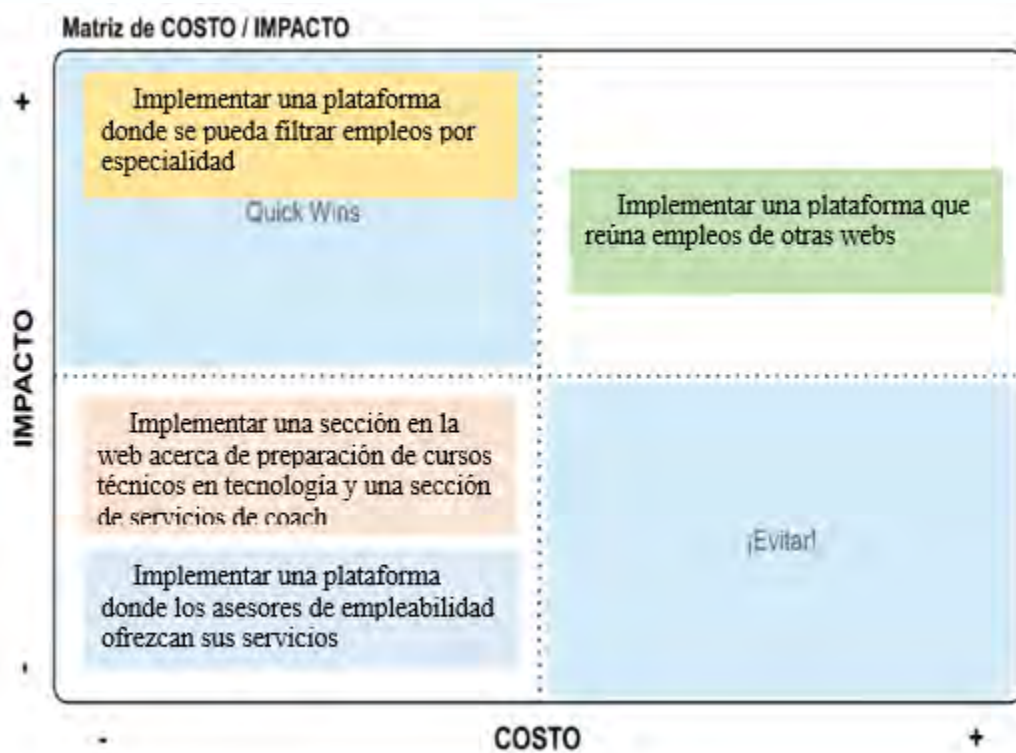 Matriz de COSTO / IMPACTO
+
Implementar una plataforma
donde se pueda filtrar empleos por
especialidad
Quick Wins
Implementar una plataforma que
reúna empleos de otras webs
IMPACTO
Implementar una sección en la
web acerca de preparación de cursos
técnicos en tecnología y una sección
de servicios de coach
¡Evitar!
Implementar una plataforma
donde los asesores de empleabilidad
ofrezcan sus servicios
-
-
COSTO
+